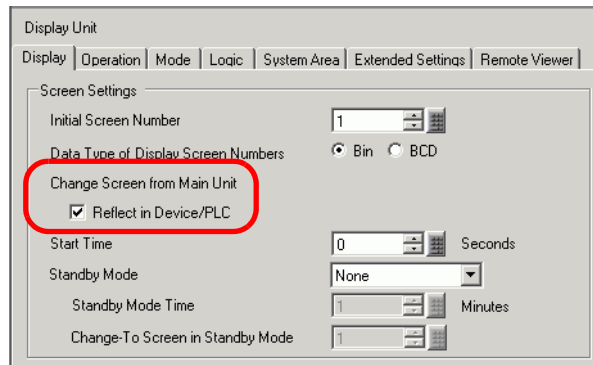 Display Unit
Display Operation Mode Logic System Area Extended Settings Remote Viewer
Screen Settings
Initial Screen Number 1
Data Type of Display Screen Numbers Bin BCD
Change Screen from Main Unit
Reflect in Device/PLC
Start Time 0 Seconds
Standby Mode None
Standby Mode Time 1 Minutes
Change-To Screen in Standby Mode 1